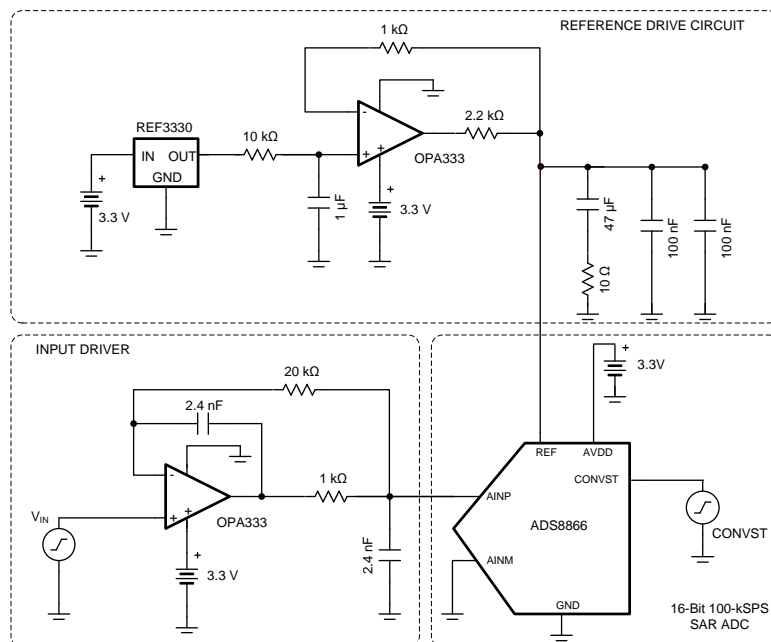 REFERENCE DRIVE CIRCUIT
1 kΩ
REF3330
IN OUT
GND
10 kΩ
-
+
+
OPA333
2.2 kΩ
+
3.3 V
1 µF
+
3.3 V
47 µF
10 Ω
100 nF
100 nF
INPUT DRIVER
20 kΩ
2.4 nF
-
+
+
OPA333
1 kΩ
VIN
+
3.3 V
2.4 nF
+
3.3V
REF
AVDD
CONVST
AINP
ADS8866
AINM
GND
CONVST
16-Bit 100-kSPS
SAR ADC